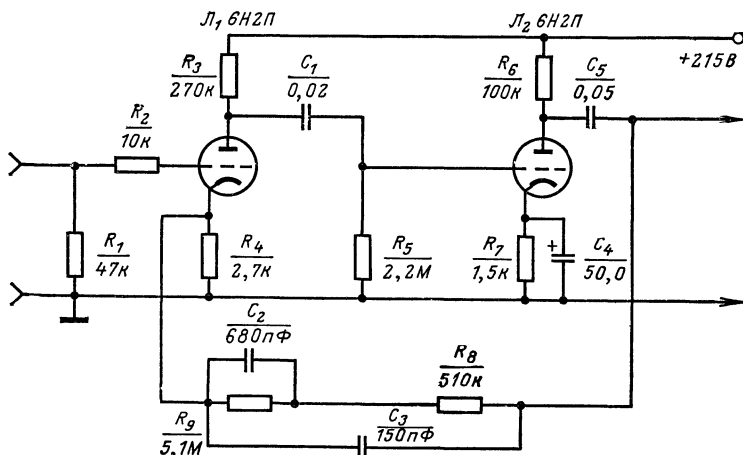 Л₁ 6Н2П
Л₂ 6Н2П
R₃
270к
C₁
0,02
R₆
100к
C₅
0,05
+215В
R₂
10к
R₁
47к
R₄
2,7к
R₅
2,2М
R₇
1,5к
+
C₄
50,0
C₂
680пФ
R₈
510к
R₉
5,1М
C₃
150пФ